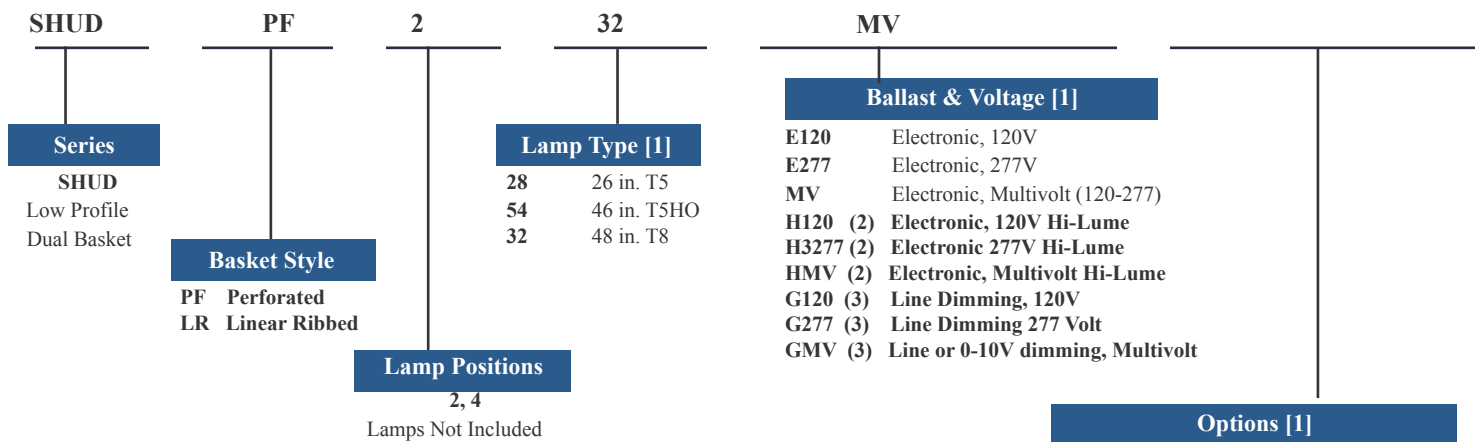 SHUD PF 2 32 MV
Series
SHUD
Low Profile
Dual Basket
Basket Style
PF Perforated
LR Linear Ribbed
Lamp Positions
2, 4
Lamps Not Included
Lamp Type [1]
28 26 in. T5
54 46 in. T5HO
32 48 in. T8
Ballast & Voltage [1]
E120 Electronic, 120V
E277 Electronic, 277V
MV Electronic, Multivolt (120-277)
H120 (2) Electronic, 120V Hi-Lume
H3277 (2) Electronic 277V Hi-Lume
HMV (2) Electronic, Multivolt Hi-Lume
G120 (3) Line Dimming, 120V
G277 (3) Line Dimming 277 Volt
GMV (3) Line or 0-10V dimming, Multivolt
Options [1]